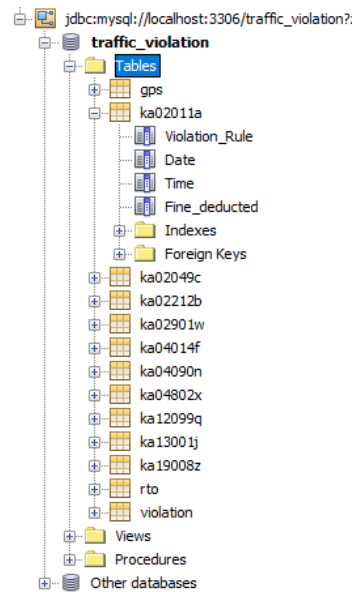 jdbc:mysql://localhost:3306/traffic_violation?
traffic_violation
Tables
gps
ka02011a
Violation_Rule
Date
Time
Fine_deducted
Indexes
Foreign Keys
ka02049c
ka02212b
ka02901w
ka04014f
ka04090n
ka04802x
ka12099q
ka13001j
ka19008z
rto
violation
Views
Procedures
Other databases